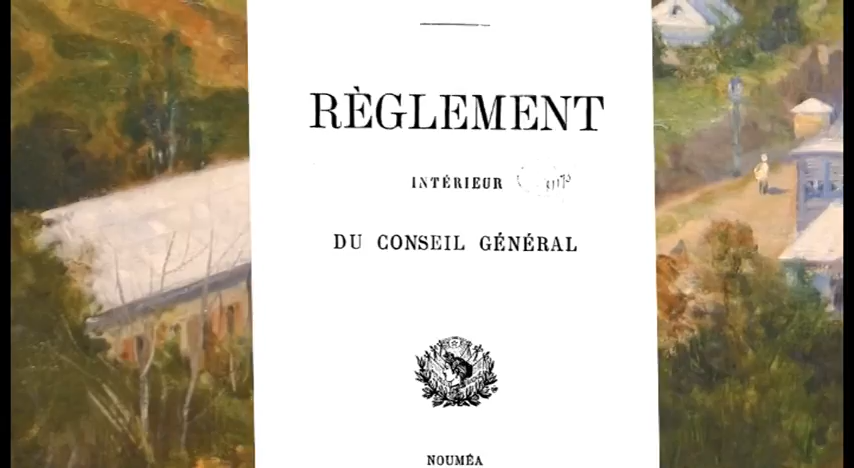 RÈGLEMENT
INTÉRIEUR
DU CONSEIL GÉNÉRAL
NOUMÉA